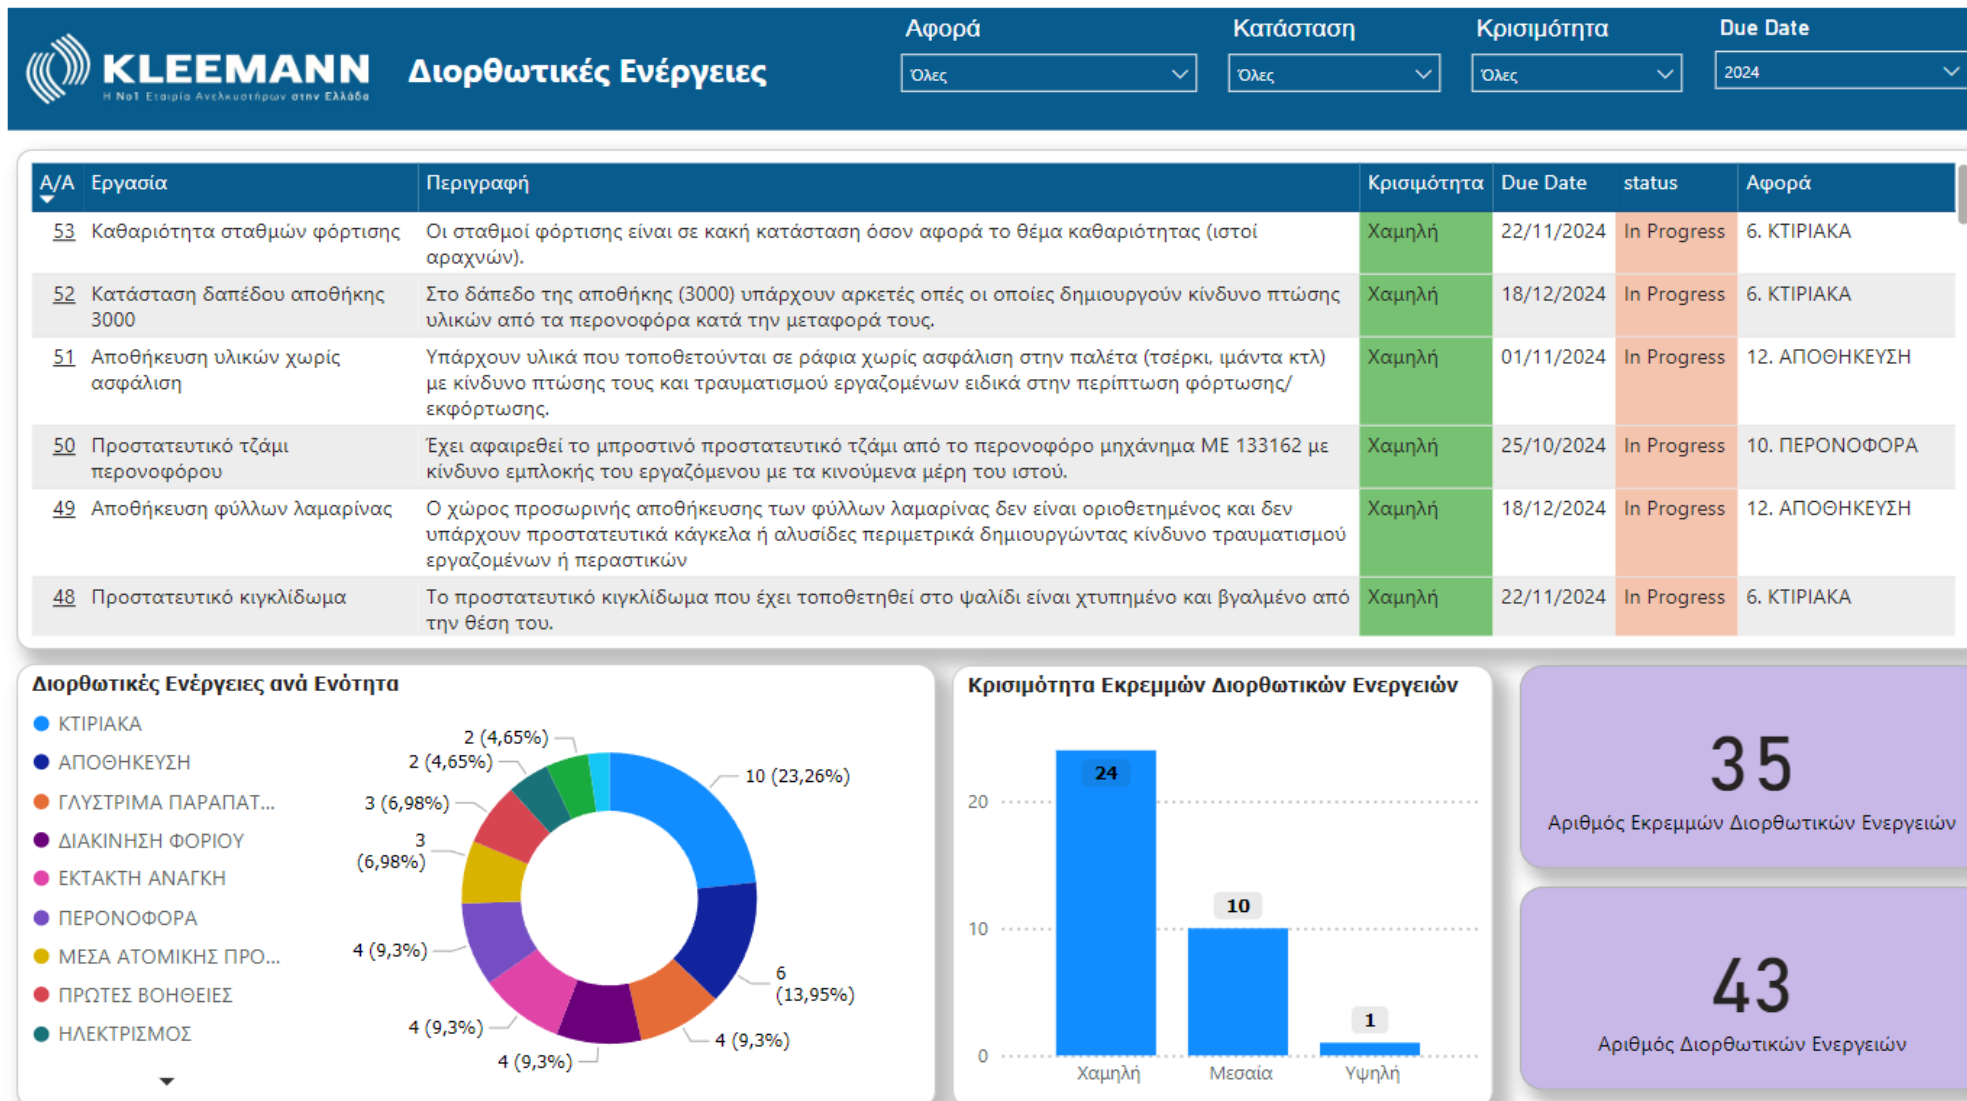 Αφορά
Κατάσταση
Κρισιμότητα
Due Date
KLEEMANN
Η Νο1 Εταιρία Ανελκυστήρων στην Ελλάδα
Διορθωτικές Ενέργειες
Όλες
Όλες
Όλες
2024
Α/Α Εργασία Περιγραφή Κρισιμότητα Due Date status Αφορά
53 Καθαριότητα σταθμών φόρτισης Οι σταθμοί φόρτισης είναι σε κακή κατάσταση όσον αφορά το θέμα καθαριότητας (ιστοί Χαμηλή 22/11/2024 In Progress 6. ΚΤΙΡΙΑΚΑ
αραχνών).
52 Κατάσταση δαπέδου αποθήκης Στο δάπεδο της αποθήκης (3000) υπάρχουν αρκετές οπές οι οποίες δημιουργούν κίνδυνο πτώσης Χαμηλή 18/12/2024 In Progress 6. ΚΤΙΡΙΑΚΑ
3000 υλικών από τα περονοφόρα κατά την μεταφορά τους.
51 Αποθήκευση υλικών χωρίς Υπάρχουν υλικά που τοποθετούνται σε ράφια χωρίς ασφάλιση στην παλέτα (τσέρκι, ιμάντα κτλ) Χαμηλή 01/11/2024 In Progress 12. ΑΠΟΘΗΚΕΥΣΗ
ασφάλιση με κίνδυνο πτώσης τους και τραυματισμού εργαζομένων ειδικά στην περίπτωση φόρτωσης/
εκφόρτωσης.
50 Προστατευτικό τζάμι Έχει αφαιρεθεί το μπροστινό προστατευτικό τζάμι από το περονοφόρο μηχάνημα ΜΕ 133162 με Χαμηλή 25/10/2024 In Progress 10. ΠΕΡΟΝΟΦΟΡΑ
περονοφόρου κίνδυνο εμπλοκής του εργαζόμενου με τα κινούμενα μέρη του ιστού.
49 Αποθήκευση φύλλων λαμαρίνας Ο χώρος προσωρινής αποθήκευσης των φύλλων λαμαρίνας δεν είναι οριοθετημένος και δεν Χαμηλή 18/12/2024 In Progress 12. ΑΠΟΘΗΚΕΥΣΗ
υπάρχουν προστατευτικά κάγκελα ή αλυσίδες περιμετρικά δημιουργώντας κίνδυνο τραυματισμού
εργαζομένων ή περαστικών
48 Προστατευτικό κιγκλίδωμα Το προστατευτικό κιγκλίδωμα που έχει τοποθετηθεί στο ψαλίδι είναι χτυπημένο και βγαλμένο από Χαμηλή 22/11/2024 In Progress 6. ΚΤΙΡΙΑΚΑ
την θέση του.
Διορθωτικές Ενέργειες ανά Ενότητα
ΚΤΙΡΙΑΚΑ
ΑΠΟΘΗΚΕΥΣΗ
ΓΛΥΣΤΡΙΜΑ ΠΑΡΑΠΑΤ...
ΔΙΑΚΙΝΗΣΗ ΦΟΡΙΟΥ
ΕΚΤΑΚΤΗ ΑΝΑΓΚΗ
ΠΕΡΟΝΟΦΟΡΑ
ΜΕΣΑ ΑΤΟΜΙΚΗΣ ΠΡΟ...
ΠΡΩΤΕΣ ΒΟΗΘΕΙΕΣ
ΗΛΕΚΤΡΙΣΜΟΣ
2 (4,65%)
2 (4,65%)
3 (6,98%)
3
(6,98%)
4 (9,3%)
4 (9,3%)
4 (9,3%)
4 (9,3%)
6
(13,95%)
10 (23,26%)
Κρισιμότητα Εκρεμμών Διορθωτικών Ενεργειών
20
10
0
24
10
1
Χαμηλή
Μεσαία
Υψηλή
35
Αριθμός Εκρεμμών Διορθωτικών Ενεργειών
43
Αριθμός Διορθωτικών Ενεργειών